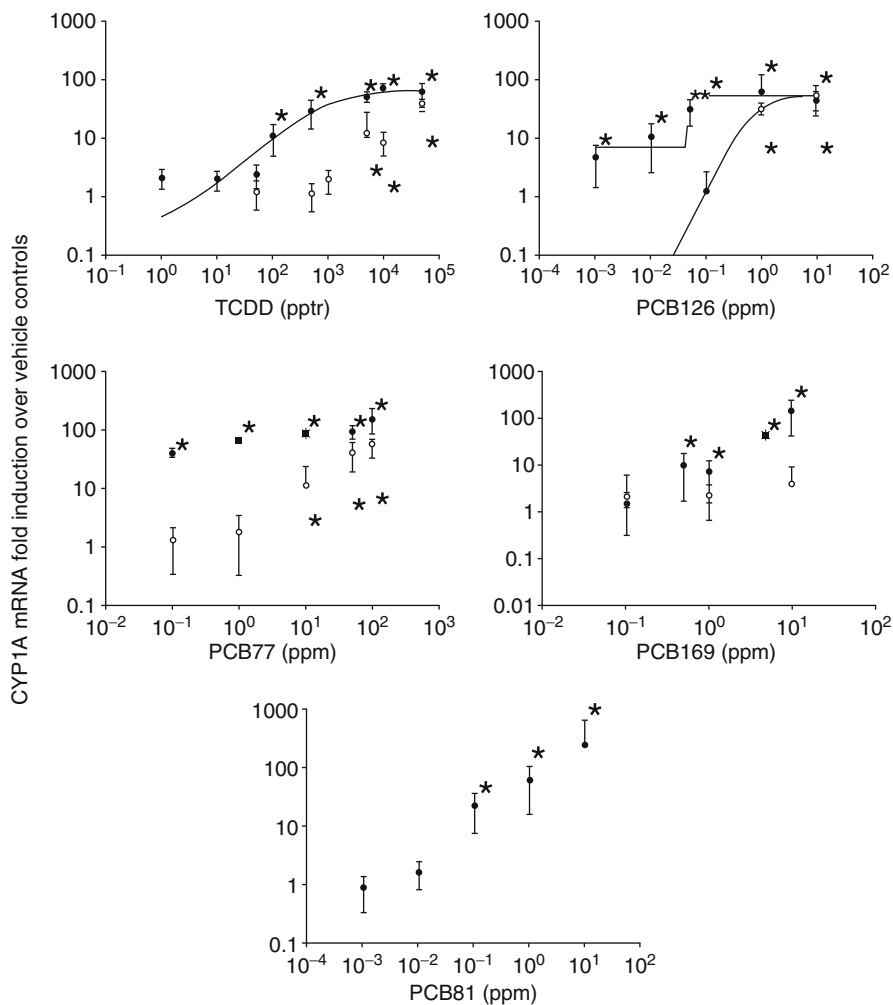 CYP1A mRNA fold induction over vehicle controls
1000
100
10
1
0.1
10⁻¹ 10⁰ 10¹ 10² 10³ 10⁴ 10⁵
TCDD (pptr)
1000
100
10
1
0.1
10⁻⁴ 10⁻³ 10⁻² 10⁻¹ 10⁰ 10¹ 10²
PCB126 (ppm)
1000
100
10
1
0.1
10⁻² 10⁻¹ 10⁰ 10¹ 10² 10³
PCB77 (ppm)
1000
100
10
1
0.1
0.01
10⁻² 10⁻¹ 10⁰ 10¹ 10²
PCB169 (ppm)
1000
100
10
1
0.1
10⁻⁴ 10⁻³ 10⁻² 10⁻¹ 10⁰ 10¹ 10²
PCB81 (ppm)